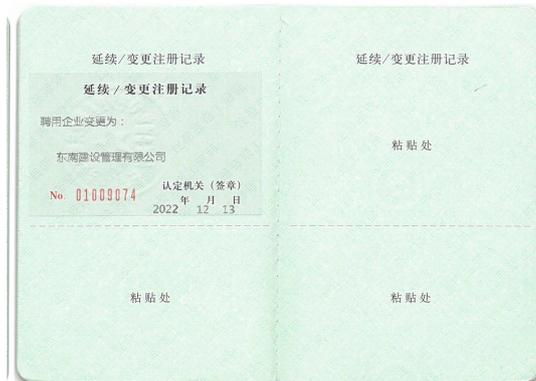 延续/变更注册记录
延续/变更注册记录
聘用企业变更为：
东南建设管理有限公司
认定机关（签章）
No. 01009074
年 月 日
2022 12 13
粘贴处
延续/变更注册记录
粘贴处
粘贴处